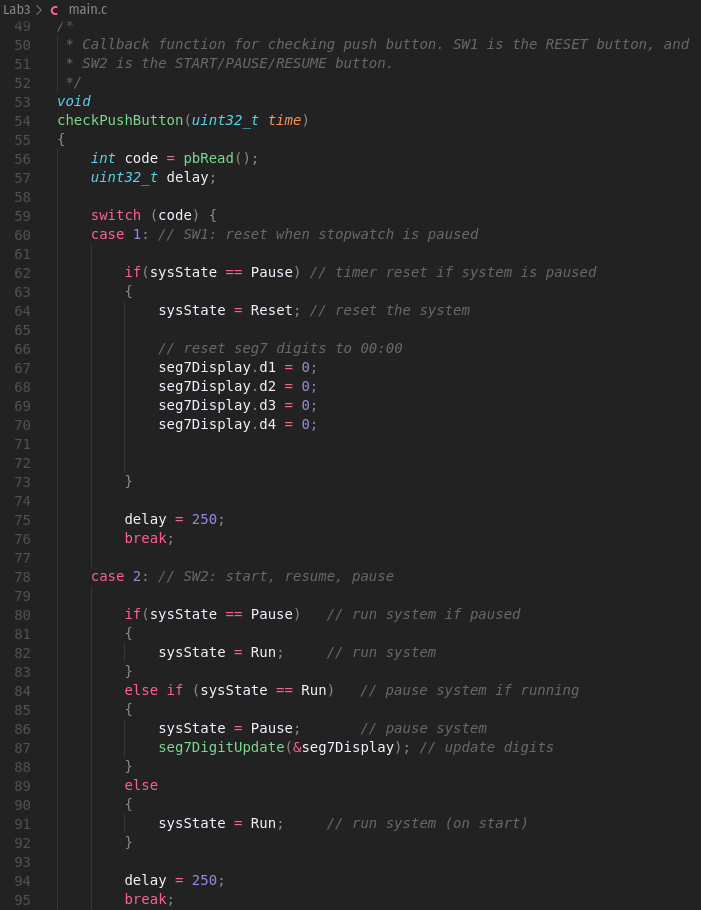 Lab3 > C main.c
49 /*
50 * Callback function for checking push button. SW1 is the RESET button, and
51 * SW2 is the START/PAUSE/RESUME button.
52 */
53 void
54 checkPushButton(uint32_t time)
55 {
56 int code = pbRead();
57 uint32_t delay;
58
59 switch (code) {
60 case 1: // SW1: reset when stopwatch is paused
61
62 if(sysState == Pause) // timer reset if system is paused
63 {
64 sysState = Reset; // reset the system
65
66 // reset seg7 digits to 00:00
67 seg7Display.d1 = 0;
68 seg7Display.d2 = 0;
69 seg7Display.d3 = 0;
70 seg7Display.d4 = 0;
71
72
73 }
74
75 delay = 250;
76 break;
77
78 case 2: // SW2: start, resume, pause
79
80 if(sysState == Pause) // run system if paused
81 {
82 sysState = Run; // run system
83 }
84 else if (sysState == Run) // pause system if running
85 {
86 sysState = Pause; // pause system
87 seg7DigitUpdate(&seg7Display); // update digits
88 }
89 else
90 {
91 sysState = Run; // run system (on start)
92 }
93
94 delay = 250;
95 break;